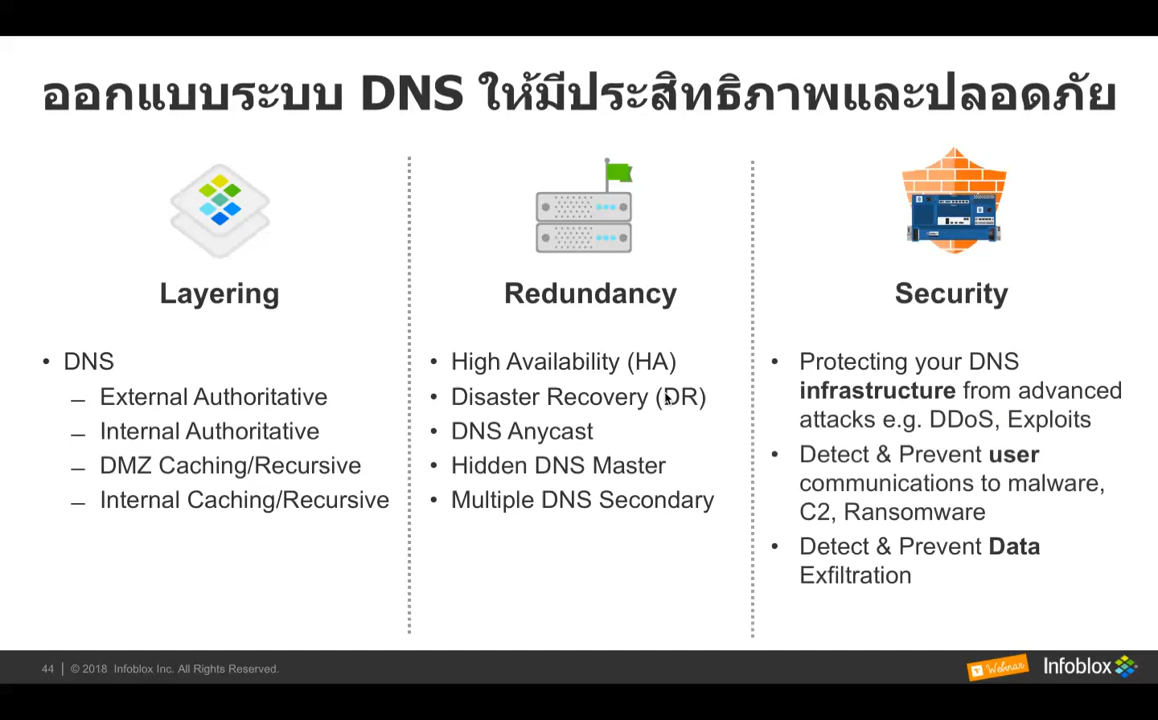 ออกแบบระบบ DNS ให้มีประสิทธิภาพและปลอดภัย
Layering
• DNS
– External Authoritative
– Internal Authoritative
– DMZ Caching/Recursive
– Internal Caching/Recursive
Redundancy
• High Availability (HA)
• Disaster Recovery (DR)
• DNS Anycast
• Hidden DNS Master
• Multiple DNS Secondary
Security
• Protecting your DNS
infrastructure from advanced
attacks e.g. DDoS, Exploits
• Detect & Prevent user
communications to malware,
C2, Ransomware
• Detect & Prevent Data
Exfiltration
44 | © 2018 Infoblox Inc. All Rights Reserved.
Webinar
Infoblox